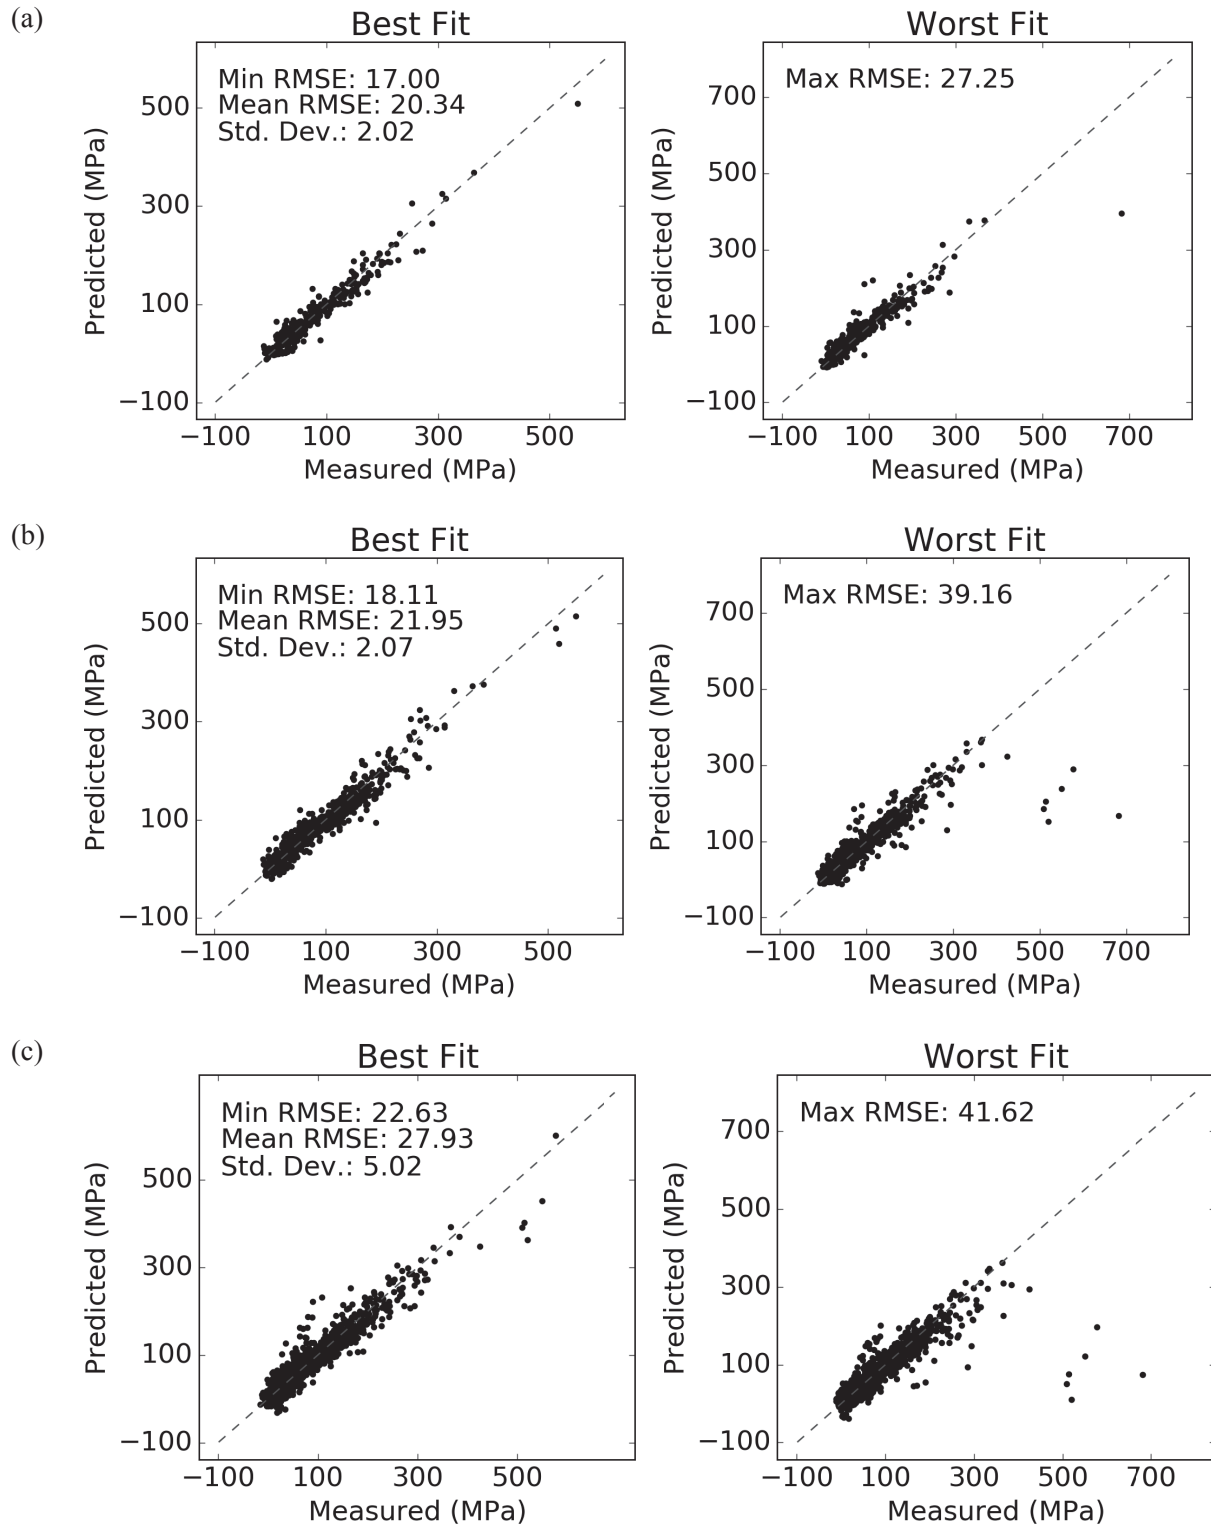 (a)
Best Fit
Min RMSE: 17.00
Mean RMSE: 20.34
Std. Dev.: 2.02
500
300
100
−100
Predicted (MPa)
−100 100 300 500
Measured (MPa)
Worst Fit
Max RMSE: 27.25
700
500
300
100
−100
Predicted (MPa)
−100 100 300 500 700
Measured (MPa)
(b)
Best Fit
Min RMSE: 18.11
Mean RMSE: 21.95
Std. Dev.: 2.07
500
300
100
−100
Predicted (MPa)
−100 100 300 500
Measured (MPa)
Worst Fit
Max RMSE: 39.16
700
500
300
100
−100
Predicted (MPa)
−100 100 300 500 700
Measured (MPa)
(c)
Best Fit
Min RMSE: 22.63
Mean RMSE: 27.93
Std. Dev.: 5.02
500
300
100
−100
Predicted (MPa)
−100 100 300 500
Measured (MPa)
Worst Fit
Max RMSE: 41.62
700
500
300
100
−100
Predicted (MPa)
−100 100 300 500 700
Measured (MPa)